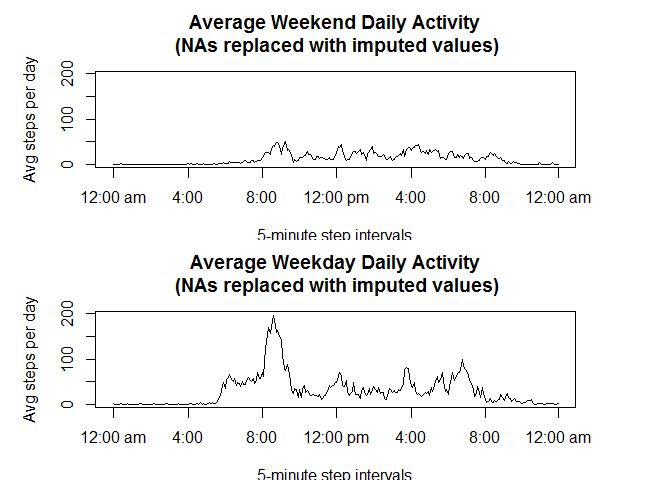 Average Weekend Daily Activity
(NAs replaced with imputed values)
Avg steps per day
200
100
0
12:00 am 4:00 8:00 12:00 pm 4:00 8:00 12:00 am
5-minute step intervals
Average Weekday Daily Activity
(NAs replaced with imputed values)
Avg steps per day
200
100
0
12:00 am 4:00 8:00 12:00 pm 4:00 8:00 12:00 am
5-minute step intervals